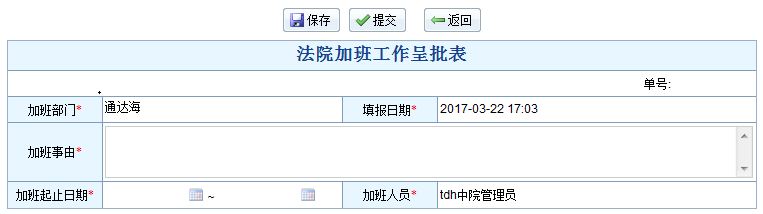 保存 提交 返回
法院加班工作呈批表
单号:
加班部门* 通达海 填报日期* 2017-03-22 17:03
加班事由*
加班起止日期* ~ 加班人员* tdh中院管理员